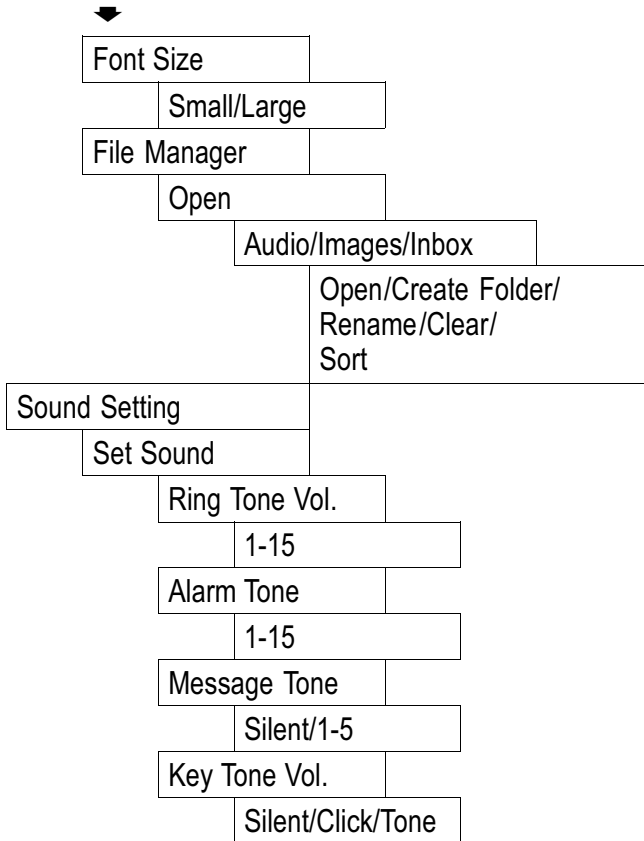 Font Size
Small/Large
File Manager
Open
Audio/Images/Inbox
Open/Create Folder/
Rename/Clear/
Sort
Sound Setting
Set Sound
Ring Tone Vol.
1-15
Alarm Tone
1-15
Message Tone
Silent/1-5
Key Tone Vol.
Silent/Click/Tone